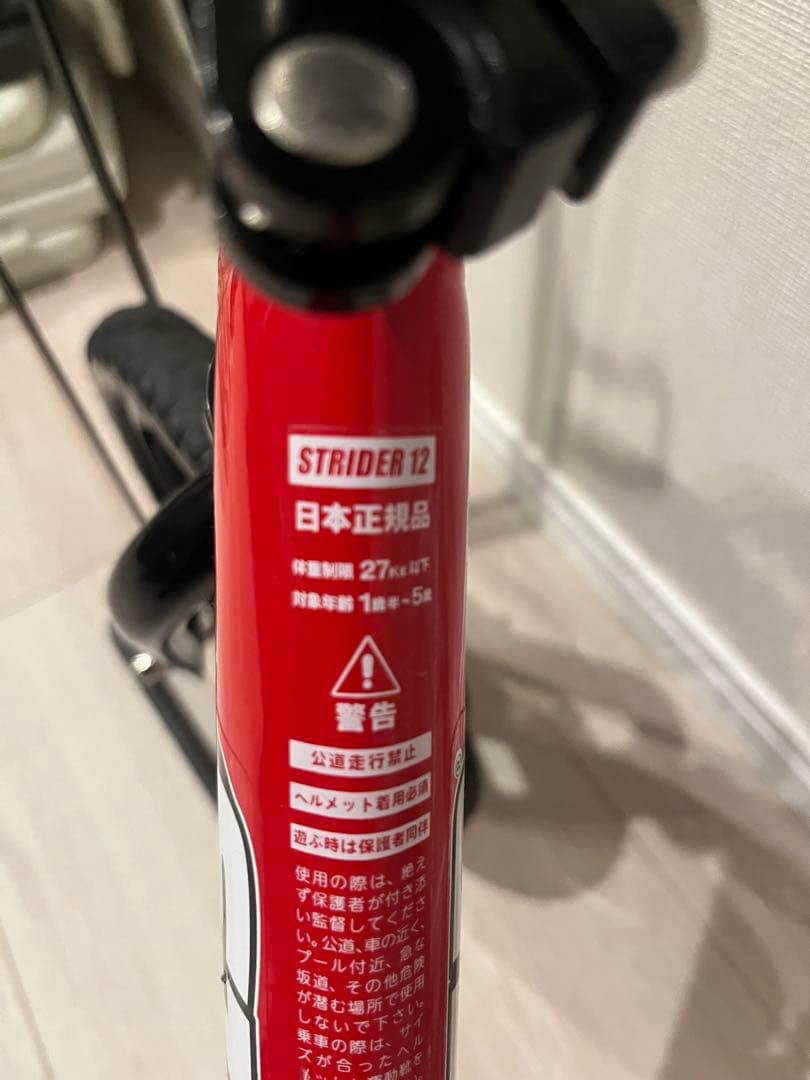 STRIDER 12
日本正規品
体重制限 27KG以下
対象年齢 1歳半~5歳
警告
公道走行禁止
ヘルメット着用必須
遊ぶ時は保護者同伴
使用の際は、絶え
ず保護者が付き添
い監督してくださ
い。公道、車の近く、
プール付近、急な
坂道、その他危険
が潜む場所で使用
しないで下さい。
乗車の際は、サイ
ズが合ったヘル